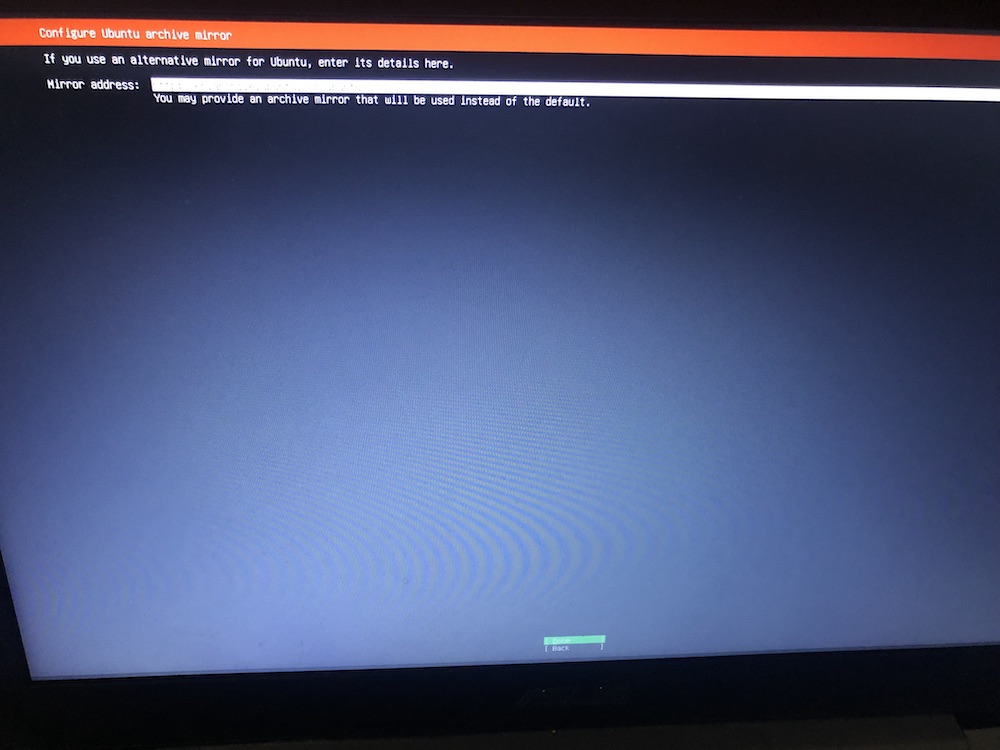 Configure Ubuntu archive mirror
If you use an alternative mirror for Ubuntu, enter its details here.
Mirror address:
You may provide an archive mirror that will be used instead of the default.
[ Done
[ Back ]